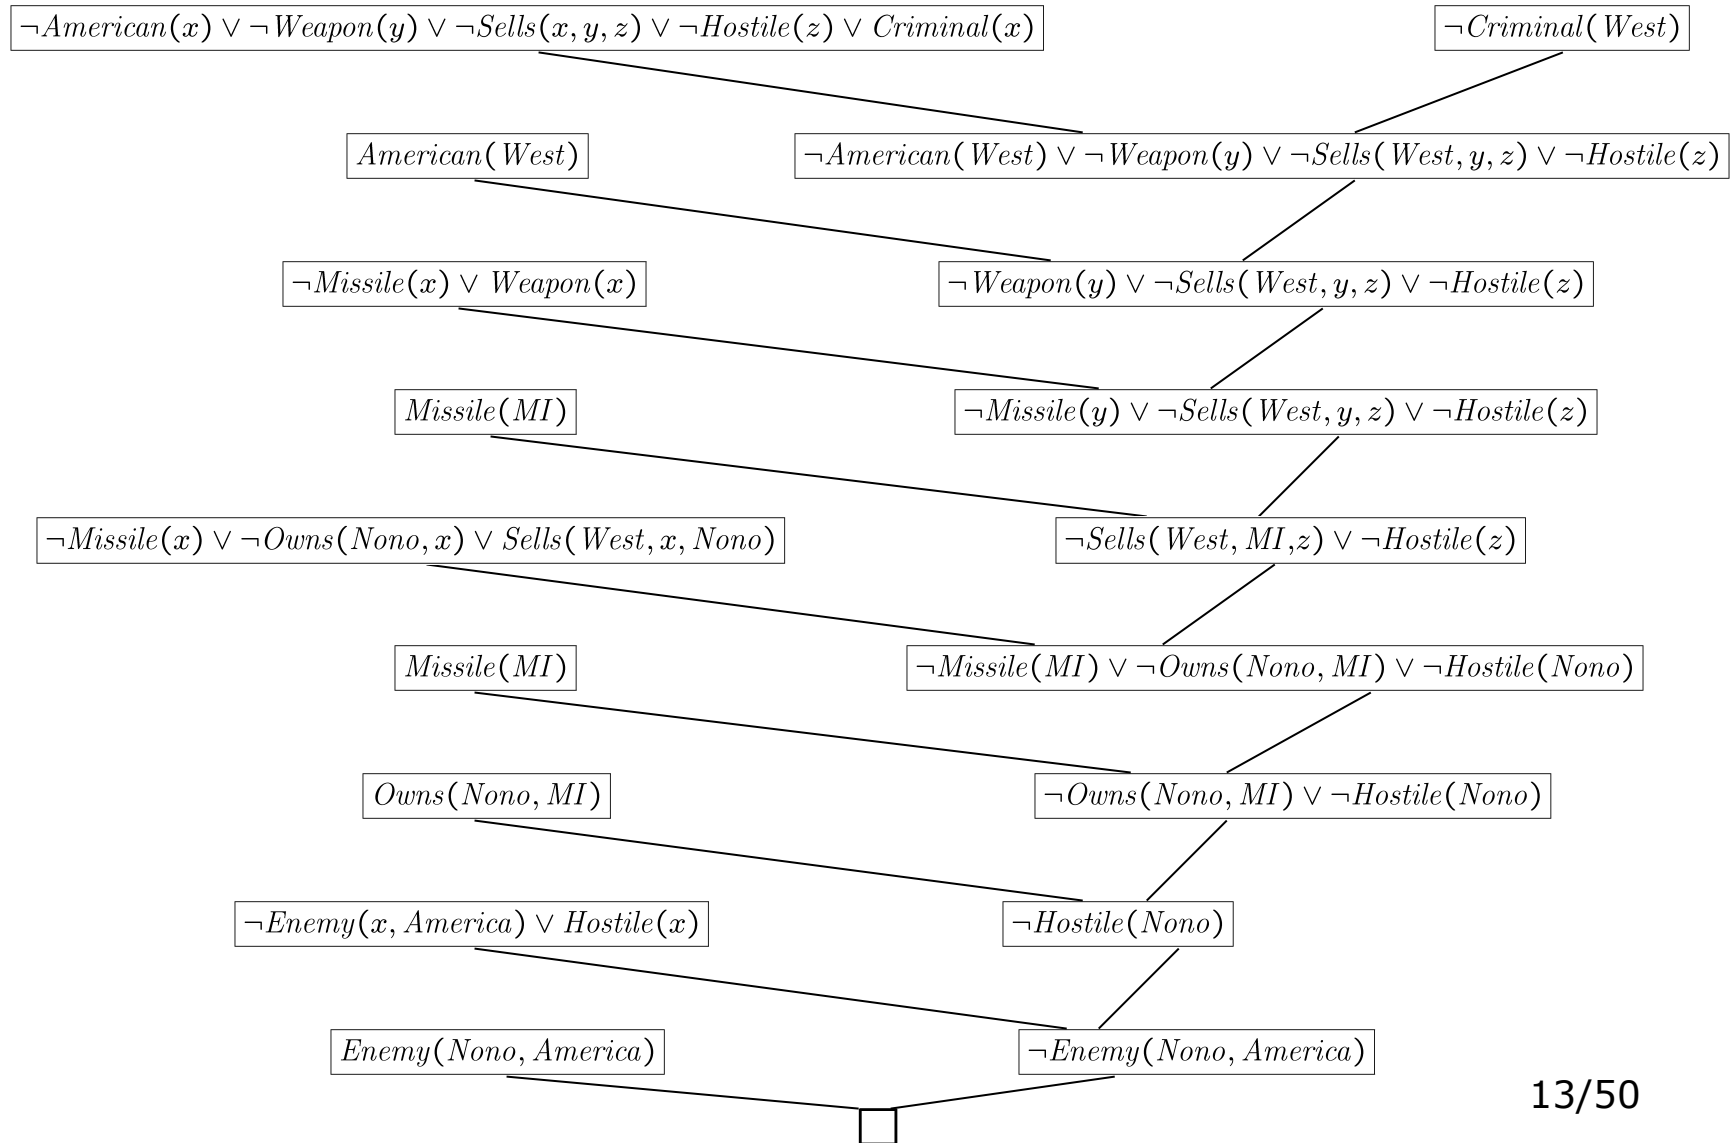 ¬American(x) ∨ ¬Weapon(y) ∨ ¬Sells(x, y, z) ∨ ¬Hostile(z) ∨ Criminal(x)
¬Criminal(West)
American(West)
¬American(West) ∨ ¬Weapon(y) ∨ ¬Sells(West, y, z) ∨ ¬Hostile(z)
¬Missile(x) ∨ Weapon(x)
¬Weapon(y) ∨ ¬Sells(West, y, z) ∨ ¬Hostile(z)
Missile(MI)
¬Missile(y) ∨ ¬Sells(West, y, z) ∨ ¬Hostile(z)
¬Missile(x) ∨ ¬Owns(Nono, x) ∨ Sells(West, x, Nono)
¬Sells(West, MI,z) ∨ ¬Hostile(z)
Missile(MI)
¬Missile(MI) ∨ ¬Owns(Nono, MI) ∨ ¬Hostile(Nono)
Owns(Nono, MI)
¬Owns(Nono, MI) ∨ ¬Hostile(Nono)
¬Enemy(x, America) ∨ Hostile(x)
¬Hostile(Nono)
Enemy(Nono, America)
¬Enemy(Nono, America)
13/50